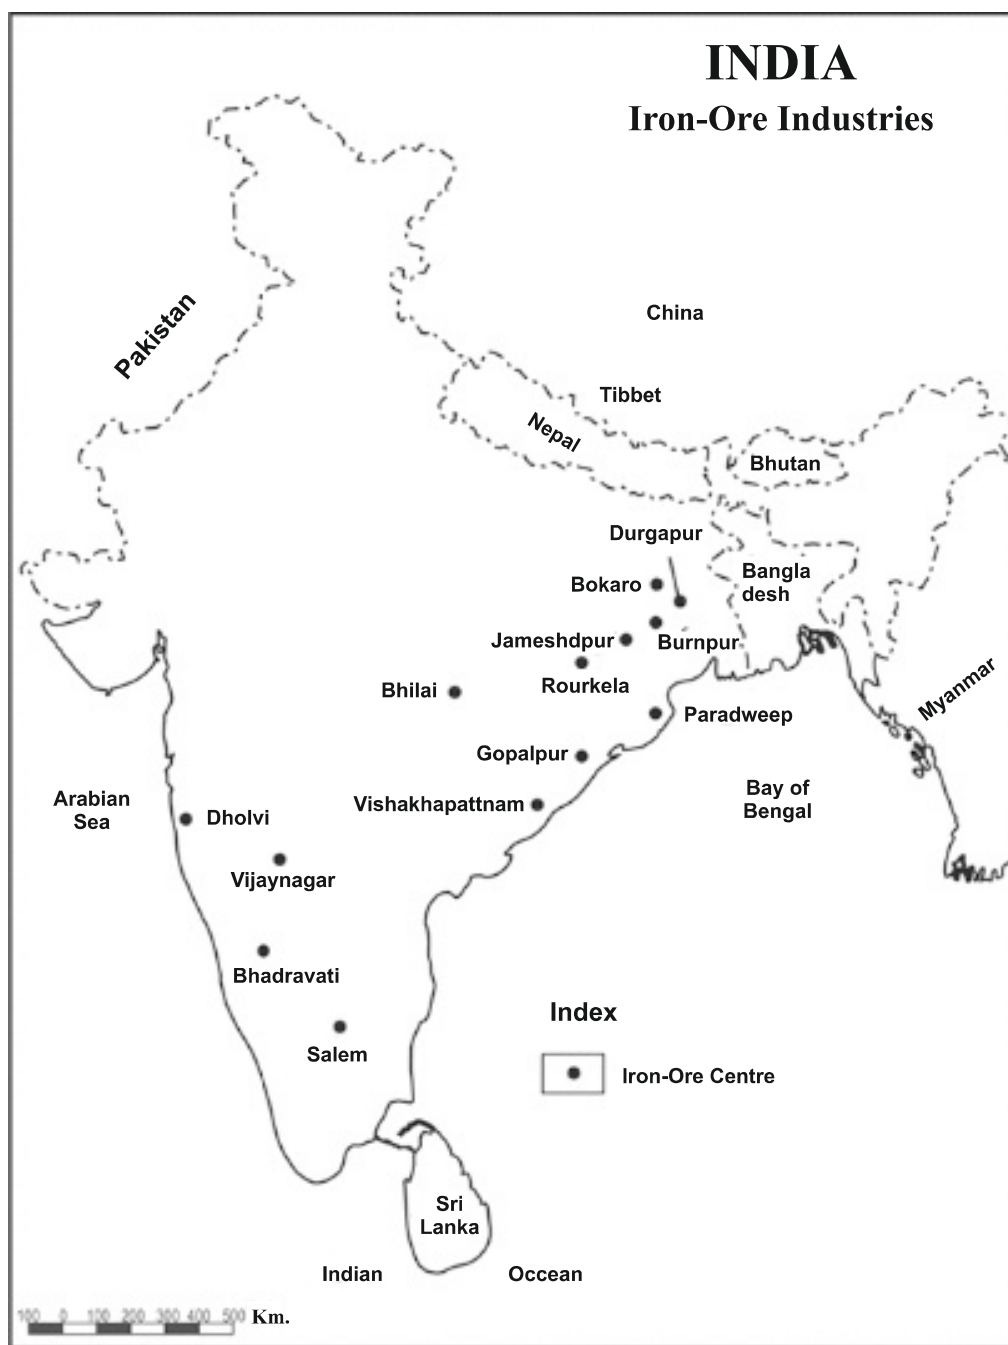 INDIA
Iron-Ore Industries
Pakistan
China
Tibbet
Nepal
Bhutan
Durgapur
Bangla
desh
Bokaro
Jameshdpur
Burnpur
Rourkela
Bhilai
Myanmar
Paradweep
Gopalpur
Arabian
Sea
Vishakhapattnam
Bay of
Bengal
Dholvi
Vijaynagar
Bhadravati
Index
Salem
Iron-Ore Centre
Sri
Lanka
Indian Occean
100 0 100 200 300 400 500 Km.